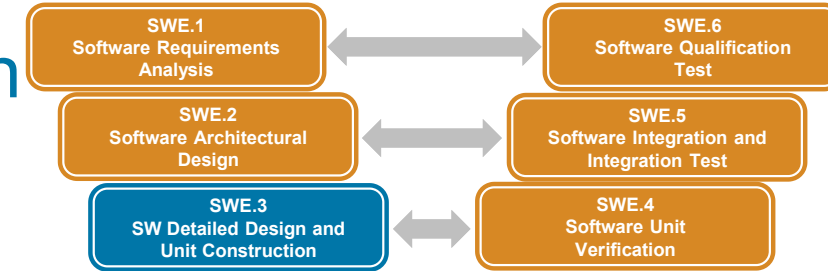 n
SWE.1
Software Requirements
Analysis
SWE.6
Software Qualification
Test
SWE.2
Software Architectural
Design
SWE.5
Software Integration and
Integration Test
SWE.3
SW Detailed Design and
Unit Construction
SWE.4
Software Unit
Verification